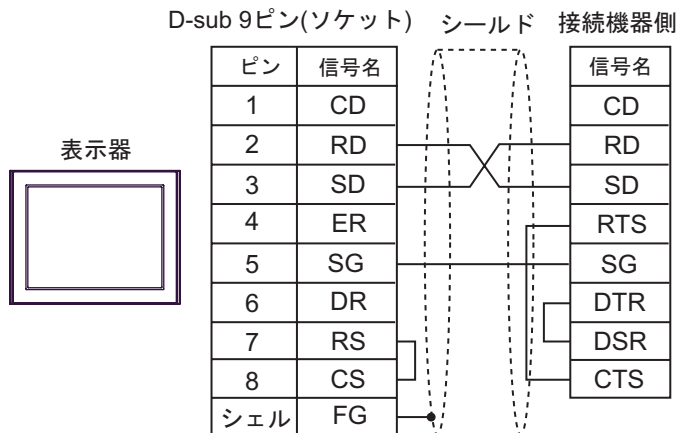 D-sub 9ピン(ソケット) シールド 接続機器側
ピン 信号名 信号名
1 CD CD
表示器
2 RD RD
3 SD SD
4 ER RTS
5 SG SG
6 DR DTR
7 RS DSR
8 CS CTS
シェル FG